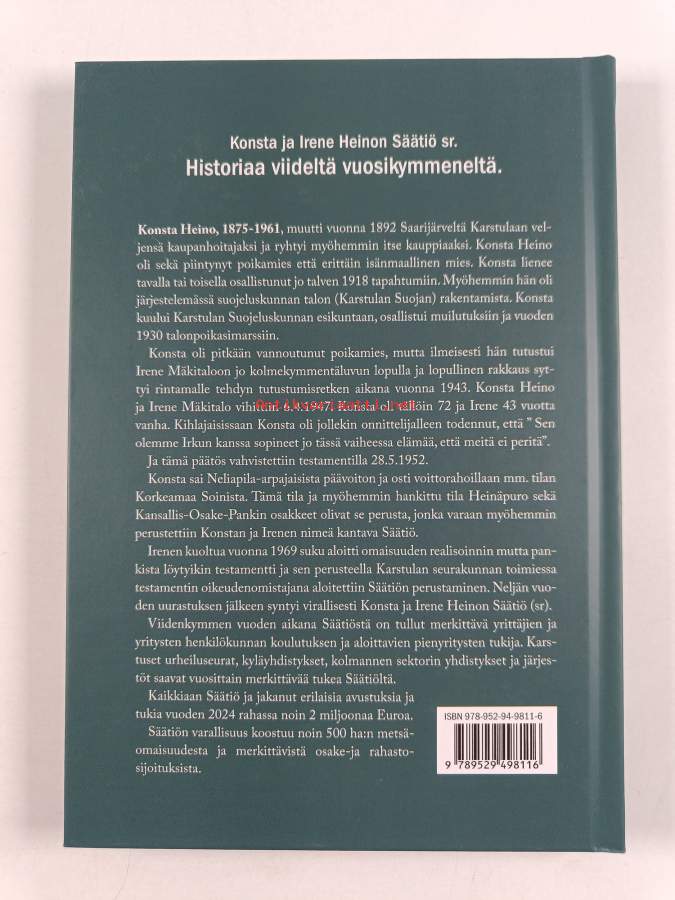 Konsta ja Irene Heinon Säätiö sr.
Historiaa viideltä vuosikymmeneltä.
Konsta Heino, 1875-1961, muutti vuonna 1892 Saarijärveltä Karstulaan vel-
jensä kaupanhoitajaksi ja ryhtyi myöhemmin itse kauppiaaksi. Konsta Heino
oli sekä piintynyt poikamies että erittäin isänmaallinen mies. Konsta lienee
tavalla tai toisella osallistunut jo talven 1918 tapahtumiin. Myöhemmin hän oli
järjestelemässä suojeluskunnan talon (Karstulan Suojan) rakentamista. Konsta
kuului Karstulan Suojeluskunnan esikuntaan, osallistui muilutuksiin ja vuoden
1930 talonpoikasimarssiin.
Konsta oli pitkään vannoutunut poikamies, mutta ilmeisesti hän tutustui
Irene Mäkitaloon jo kolmekymmentäluvun lopulla ja lopullinen rakkaus syt-
tyi rintamalle tehdyn tutustumisretken aikana vuonna 1943. Konsta Heino
ja Irene Mäkitalo vihittiin 6.4.1947. Konsta oli tällöin 72 ja Irene 43 vuotta
Antikvariaatti.net
vanha. Kihlajaisissaan Konsta oli jollekin onnittelijalleen todennut, että ” Sen
olemme Irkun kanssa sopineet jo tässä vaiheessa elämää, että meitä ei peritä”.
Ja tämä päätös vahvistettiin testamentilla 28.5.1952.
Konsta sai Neliapila-arpajaisista päävoiton ja osti voittorahoillaan mm. tilan
Korkeamaa Soinista. Tämä tila ja myöhemmin hankittu tila Heinäpuro sekä
Kansallis-Osake-Pankin osakkeet olivat se perusta, jonka varaan myöhemmin
perustettiin Konstan ja Irenen nimeä kantava Säätiö.
Irenen kuoltua vuonna 1969 suku aloitti omaisuuden realisoinnin mutta pan-
kista löytyikin testamentti ja sen perusteella Karstulan seurakunnan toimiessa
testamentin oikeudenomistajana aloitettiin Säätiön perustaminen. Neljän vuo-
den uurastuksen jälkeen syntyi virallisesti Konsta ja Irene Heinon Säätiö (sr).
Viidenkymmen vuoden aikana Säätiöstä on tullut merkittävä yrittäjien ja
yritysten henkilökunnan koulutuksen ja aloittavien pienyritysten tukija. Kars-
tuset urheiluseurat, kyläyhdistykset, kolmannen sektorin yhdistykset ja järjes-
töt saavat vuosittain merkittävää tukea Säätiöltä.
Kaikkiaan Säätiö ja jakanut erilaisia avustuksia ja
tukia vuoden 2024 rahassa noin 2 miljoonaa Euroa.
Säätiön varallisuus koostuu noin 500 ha:n metsä-
omaisuudesta ja merkittävistä osake-ja rahasto-
sijoituksista.
ISBN 978-952-94-9811-6
9 789529 498116